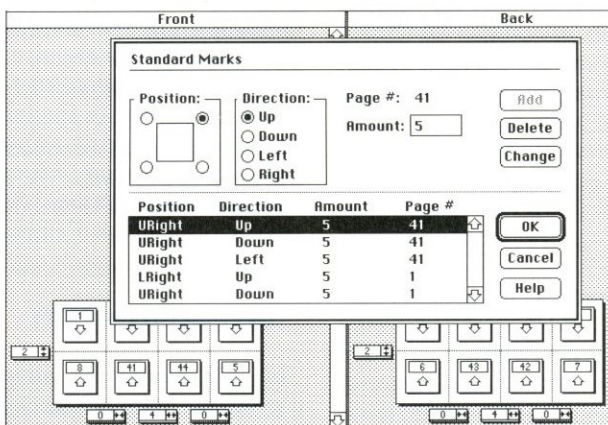 Front Back
Standard Marks
Position: Direction: Page #: 41 Add
Up Amount: 5
Down Delete
Left Change
Right
Position Direction Amount Page #
URight Up 5 41 OK
URight Down 5 41
URight Left 5 41 Cancel
LRight Up 5 1
URight Down 5 1 Help
1
2 2
8 41 44 5 6 43 42 7
0 4 0 0 4 0